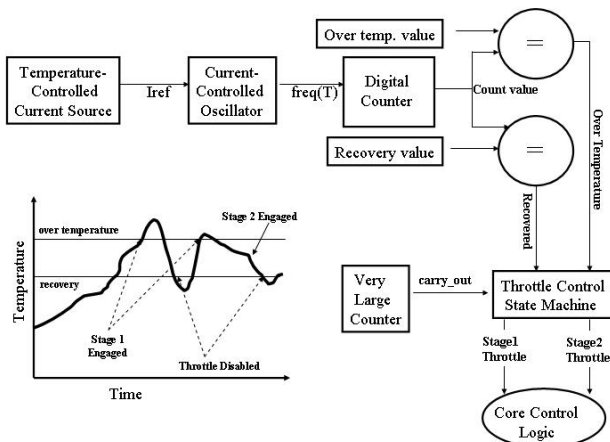 Over temp. value
=
Temperature-
Controlled
Current Source
Iref
Current-
Controlled
Oscillator
freq(T)
Digital
Counter
Count value
Recovery value
=
Over Temperature
Recovered
Temperature
over temperature
recovery
Stage 2 Engaged
Stage 1
Engaged
Throttle Disabled
Time
Very
Large
Counter
carry_out
Throttle Control
State Machine
Stage1
Throttle
Stage2
Throttle
Core Control
Logic